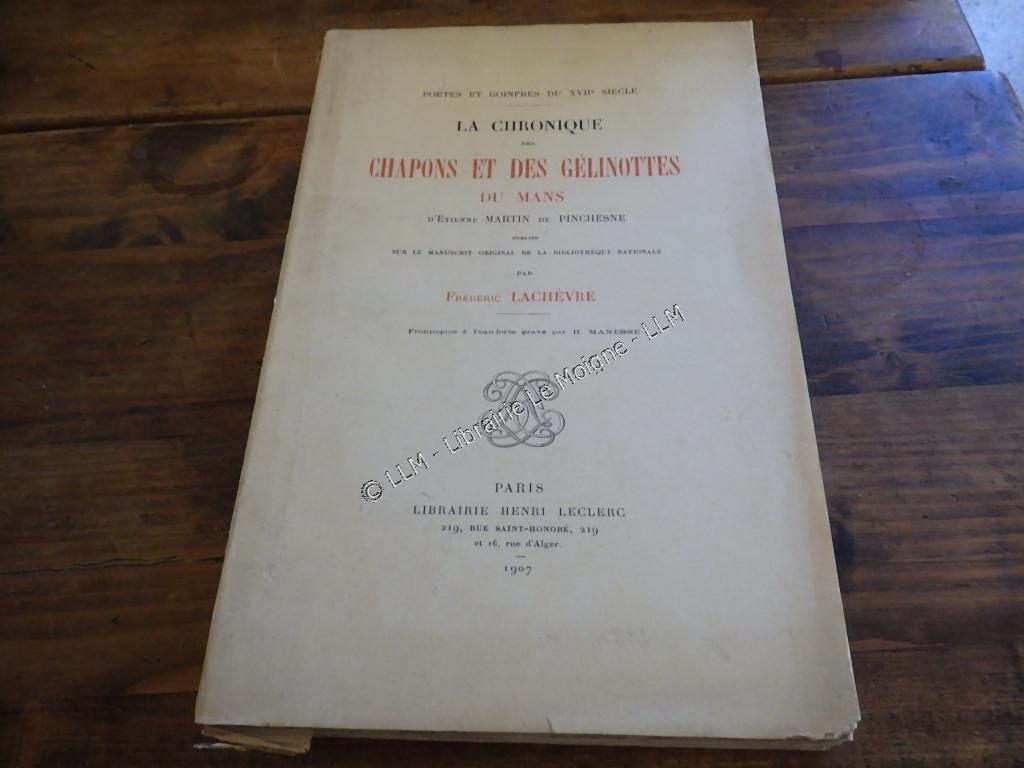 POÈTES ET GOINFRES DU XVIIᵉ SIÈCLE
LA CHRONIQUE
DES
CHAPONS ET DES GÉLINOTTES
DU MANS
D'ETIENNE MARTIN DE PINCHESNE
PUBLIÉE
SUR LE MANUSCRIT ORIGINAL DE LA BIBLIOTHÈQUE NATIONALE
PAR
FRÉDÉRIC LACHÈVRE
Frontispice à l'eau-forte gravé par H. MANESSE
© LLM - Librairie Le Moigne - LLM
PARIS
LIBRAIRIE HENRI LECLERC
219, RUE SAINT-HONORÉ, 219
et 16, rue d'Alger.
1907